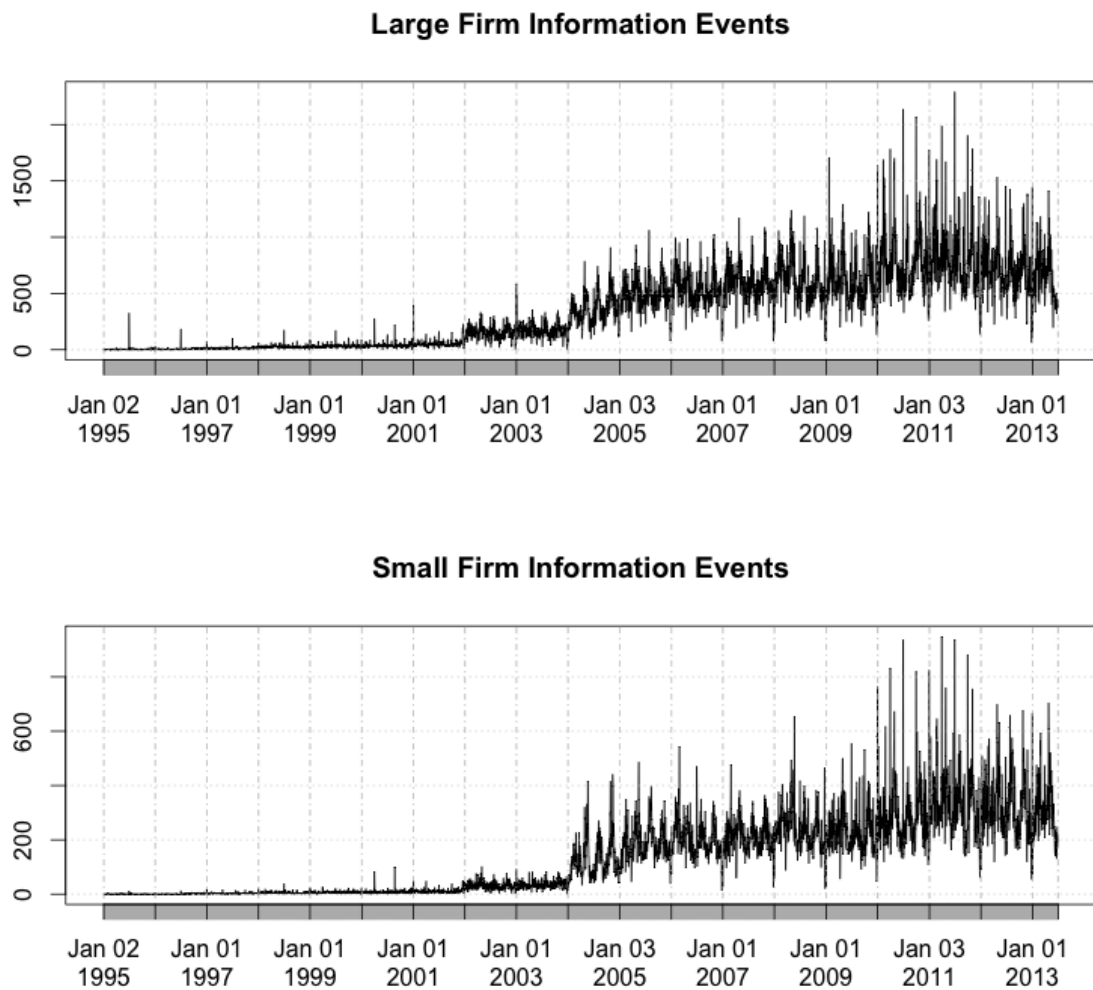 Large Firm Information Events
1500
500
0
Jan 02 Jan 01 Jan 01 Jan 01 Jan 01 Jan 03 Jan 01 Jan 01 Jan 03 Jan 01
1995 1997 1999 2001 2003 2005 2007 2009 2011 2013
Small Firm Information Events
600
200
0
Jan 02 Jan 01 Jan 01 Jan 01 Jan 01 Jan 03 Jan 01 Jan 01 Jan 03 Jan 01
1995 1997 1999 2001 2003 2005 2007 2009 2011 2013